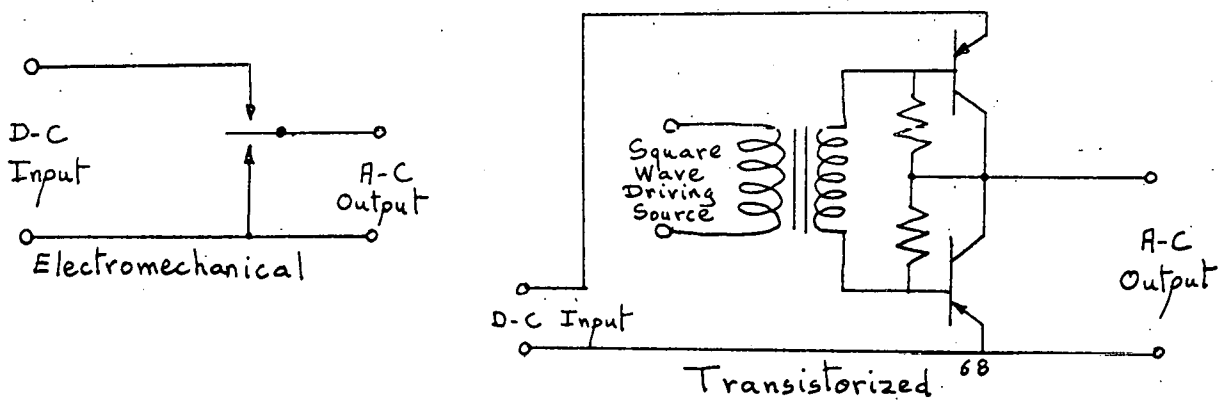 D-C
Input
A-C
Output
Electromechanical
Square
Wave
Driving
Source
D-C Input
A-C
Output
68
Transistorized